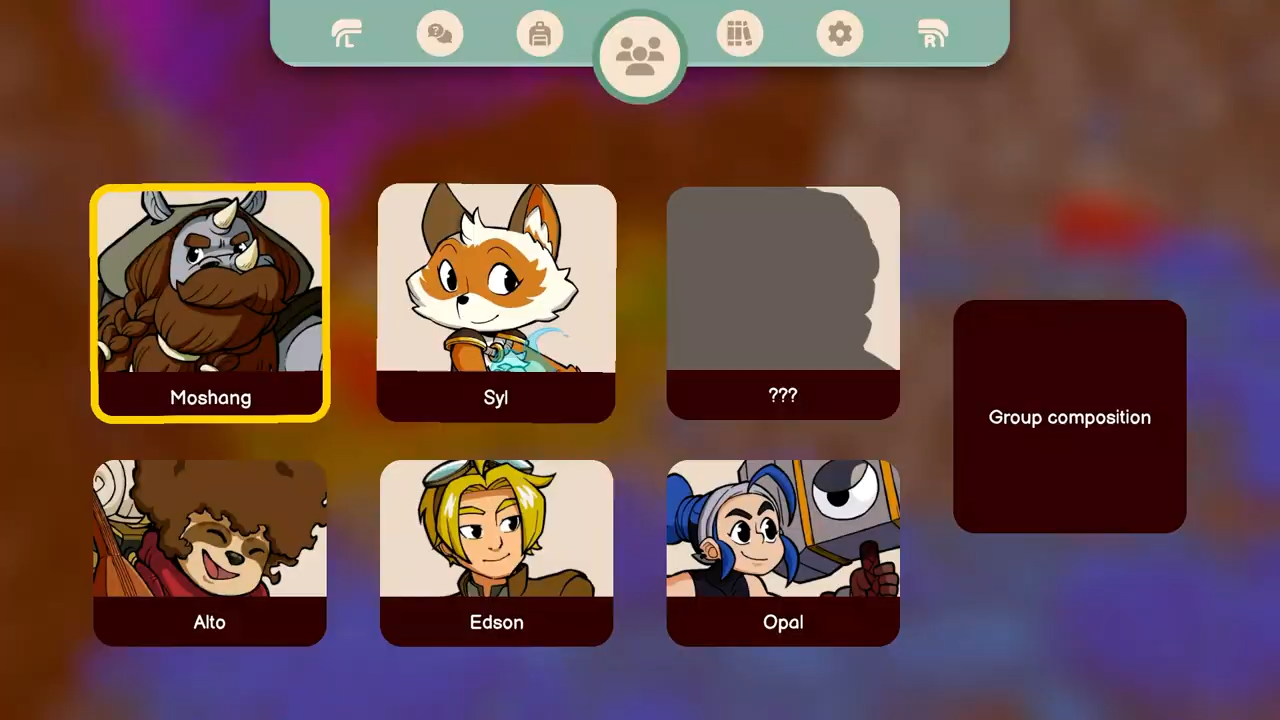 L
?
R
Moshang
Syl
???
Group composition
Alto
Edson
Opal